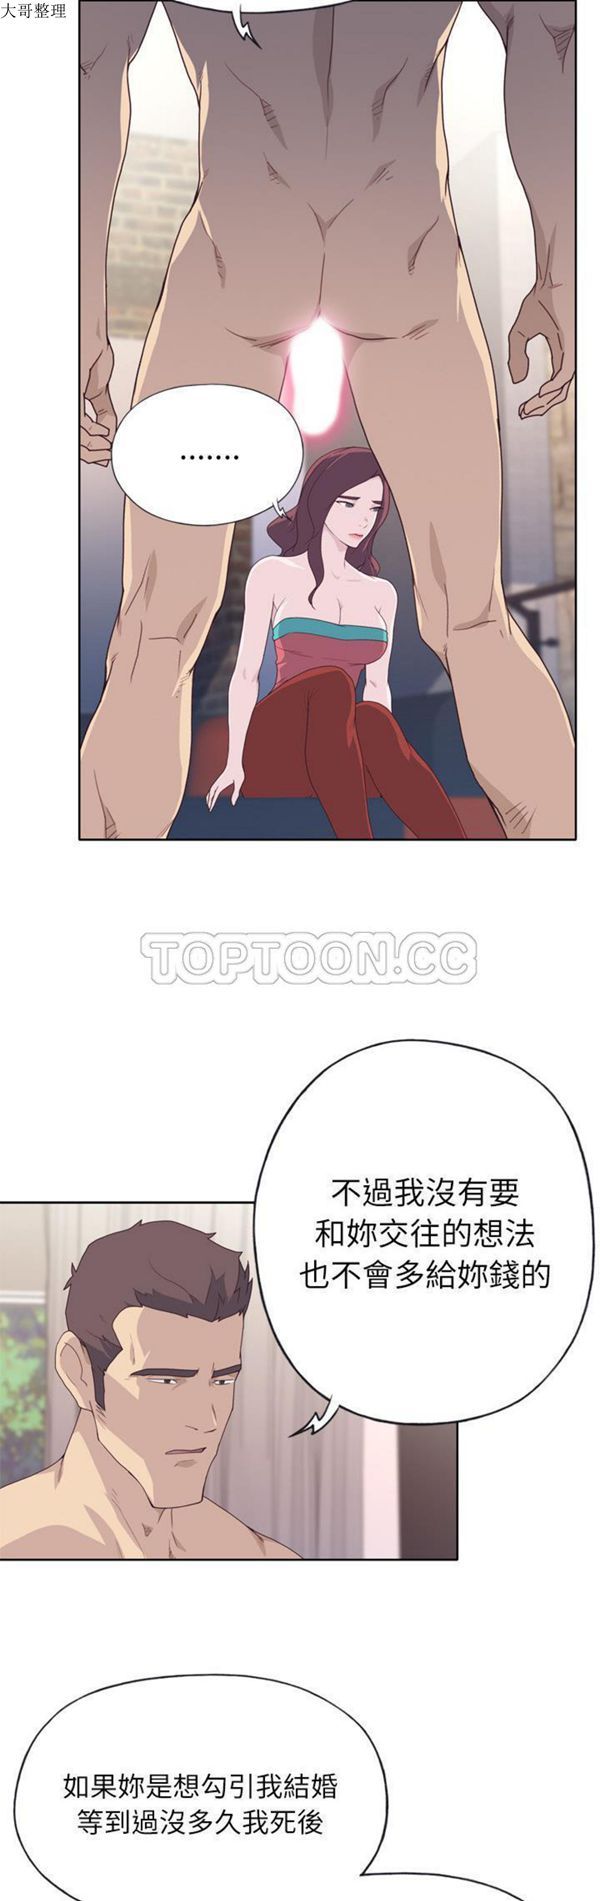 大哥整理
.......
TOPTOON.CC
不過我沒有要
和妳交往的想法
也不會多給妳錢的
如果妳是想勾引我結婚
等到過沒多久我死後